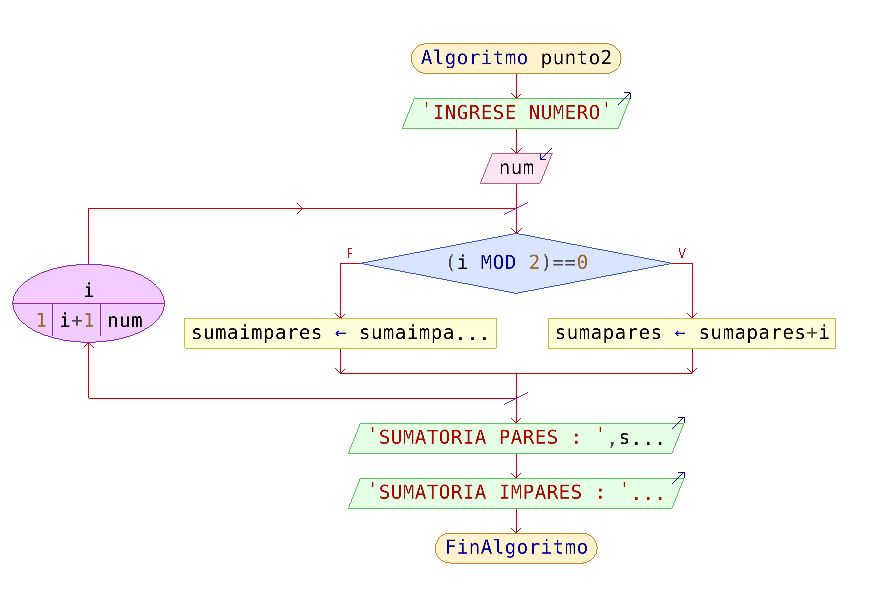 Algoritmo punto2
'INGRESE NUMERO'
num
F
V
(i MOD 2)==0
i
1 i+1 num
sumaimpares ← sumaimpa...
sumapares ← sumapares+i
'SUMATORIA PARES : ',s...
'SUMATORIA IMPARES : '...
FinAlgoritmo